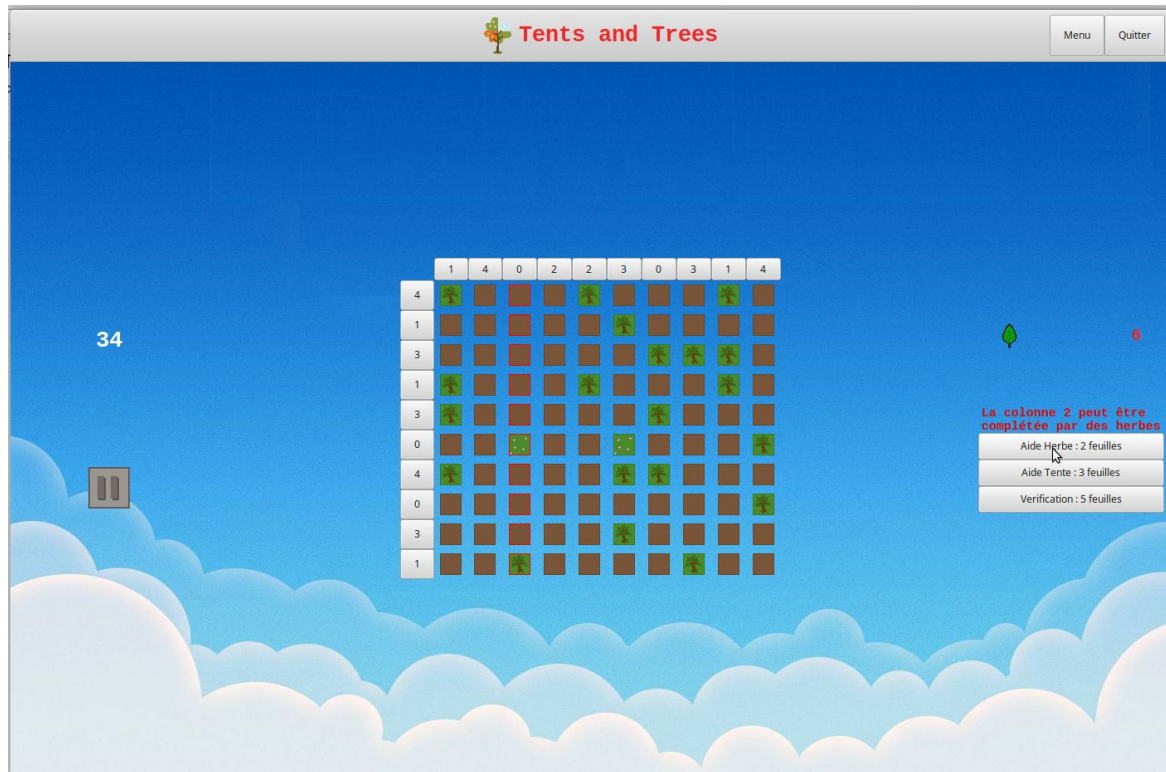 Tents and Trees
Menu
Quitter
1 4 0 2 2 3 0 3 1 4
4
1
34
6
3
1
La colonne 2 peut être
complétée par des herbes
3
0
Aide Herbe : 2 feuilles
4
Aide Tente : 3 feuilles
0
Verification : 5 feuilles
3
1